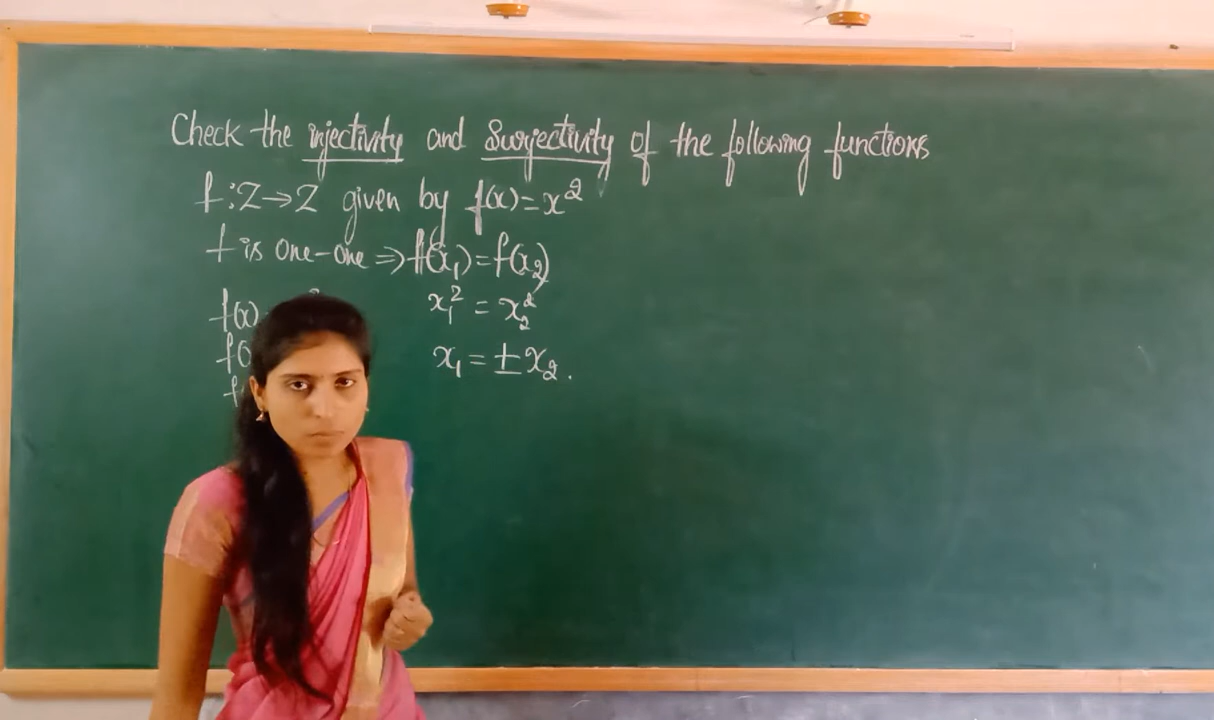 Check the injectivity and Surjectivity of the following functions
f : Z → Z given by f(x) = x²
f is one-one ⇒ f(x₁) = f(x₂)
f(x) x₁² = x₂²
x₁ = ± x₂.